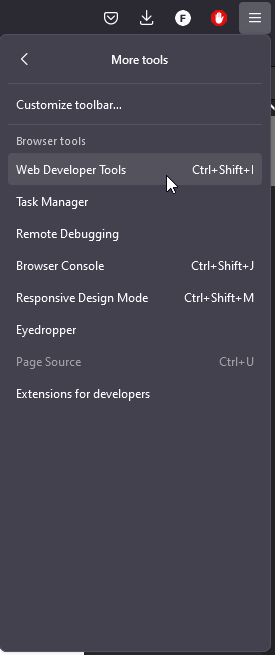 F
More tools
Customize toolbar...
Browser tools
Web Developer Tools Ctrl+Shift+I
Task Manager
Remote Debugging
Browser Console Ctrl+Shift+J
Responsive Design Mode Ctrl+Shift+M
Eyedropper
Page Source Ctrl+U
Extensions for developers